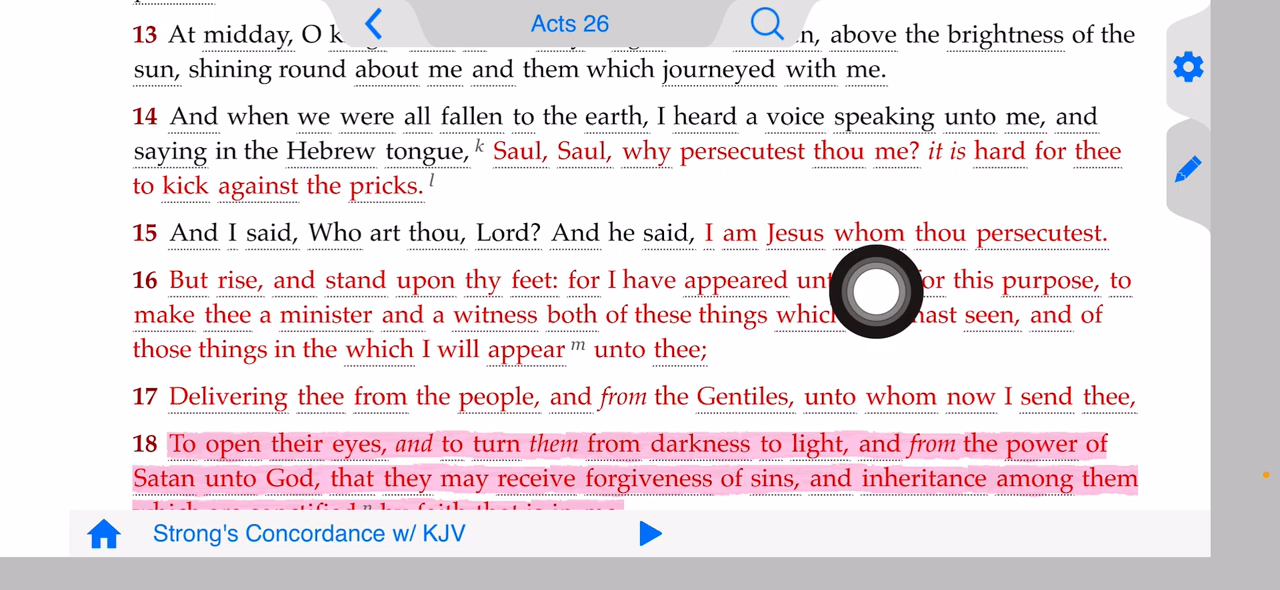 Acts 26
13 At midday, O above the brightness of the
sun, shining round about me and them which journeyed with me.
14 And when we were all fallen to the earth, I heard a voice speaking unto me, and
saying in the Hebrew tongue, k Saul, Saul, why persecutest thou me? it is hard for thee
to kick against the pricks. l
15 And I said, Who art thou, Lord? And he said, I am Jesus whom thou persecutest.
16 But rise, and stand upon thy feet: for I have appeared this purpose, to
make thee a minister and a witness both of these things seen, and of
those things in the which I will appear m unto thee;
17 Delivering thee from the people, and from the Gentiles, unto whom now I send thee,
18 To open their eyes, and to turn them from darkness to light, and from the power of
Satan unto God, that they may receive forgiveness of sins, and inheritance among them
Strong's Concordance w/ KJV